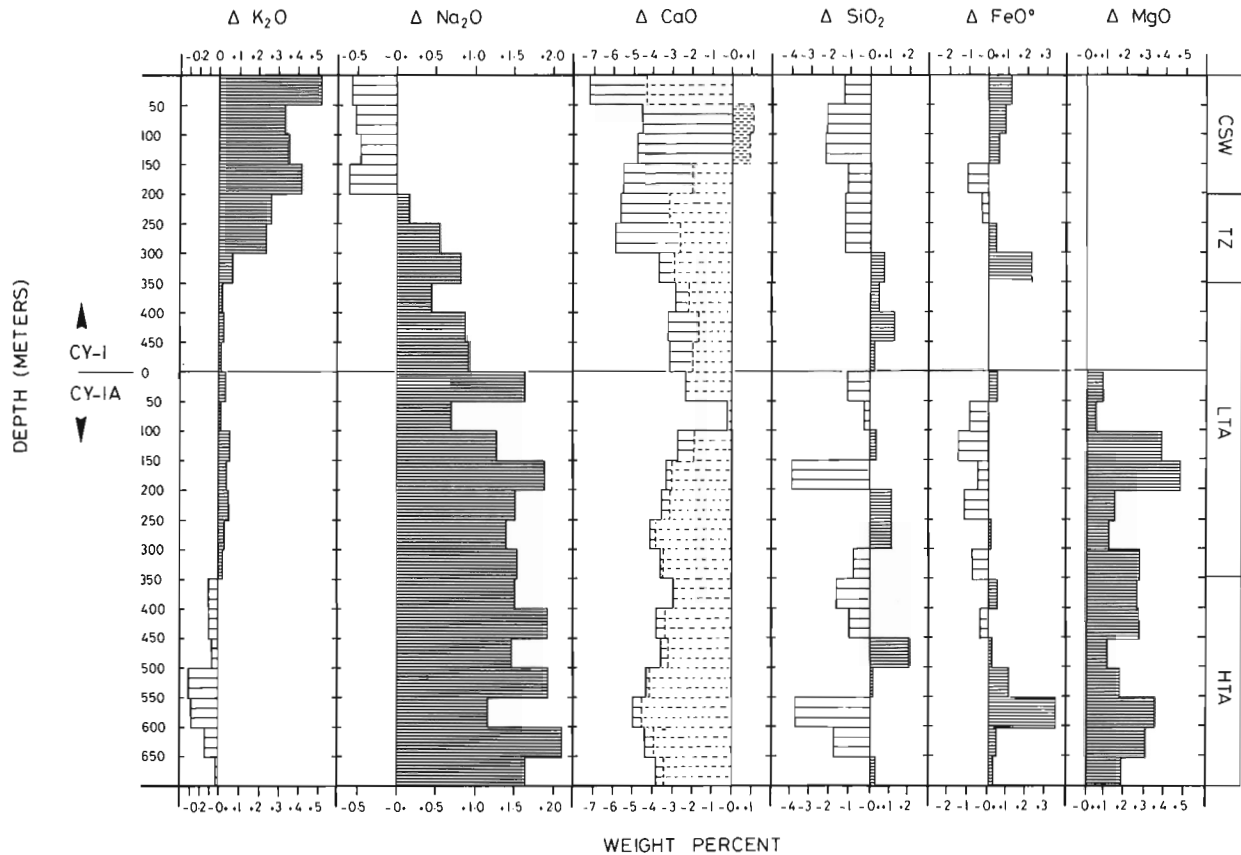 Δ K₂O Δ Na₂O Δ CaO Δ SiO₂ Δ FeO° Δ MgO
-02 0 +1 +2 +3 +4 +5 -0.5 -0 +0.5 +1.0 +1.5 +2.0 -7 -6 -5 -4 -3 -2 -1 -0++1 -4-3 -2 -1 -0 +1 +2 -2 -1 -0 +1 +2 +3 -0 +1 +2 +3 +4 +5
50
100
CSW
150
200
250
TZ
300
350
400
450
CY-I
0
CY-IA
50
100
LTA
150
200
250
300
350
400
450
500
HTA
550
600
650
DEPTH (METERS)
-02 0 +1 +2 +3 +4 +5 -0.5 -0 +0.5 +1.0 +1.5 +2.0 -7 -6 -5 -4 -3 -2 -1 -0++1 -4-3 -2 -1 -0 +1 +2 -2 -1 -0 +1 +2 +3 -0 +1 +2 +3 +4 +5
WEIGHT PERCENT